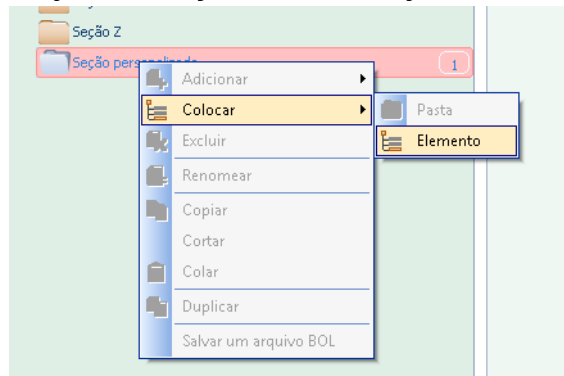 Seção Z
Seção personalizada
1
Adicionar
Colocar
Pasta
Excluir
Elemento
Renomear
Copiar
Cortar
Colar
Duplicar
Salvar um arquivo BOL